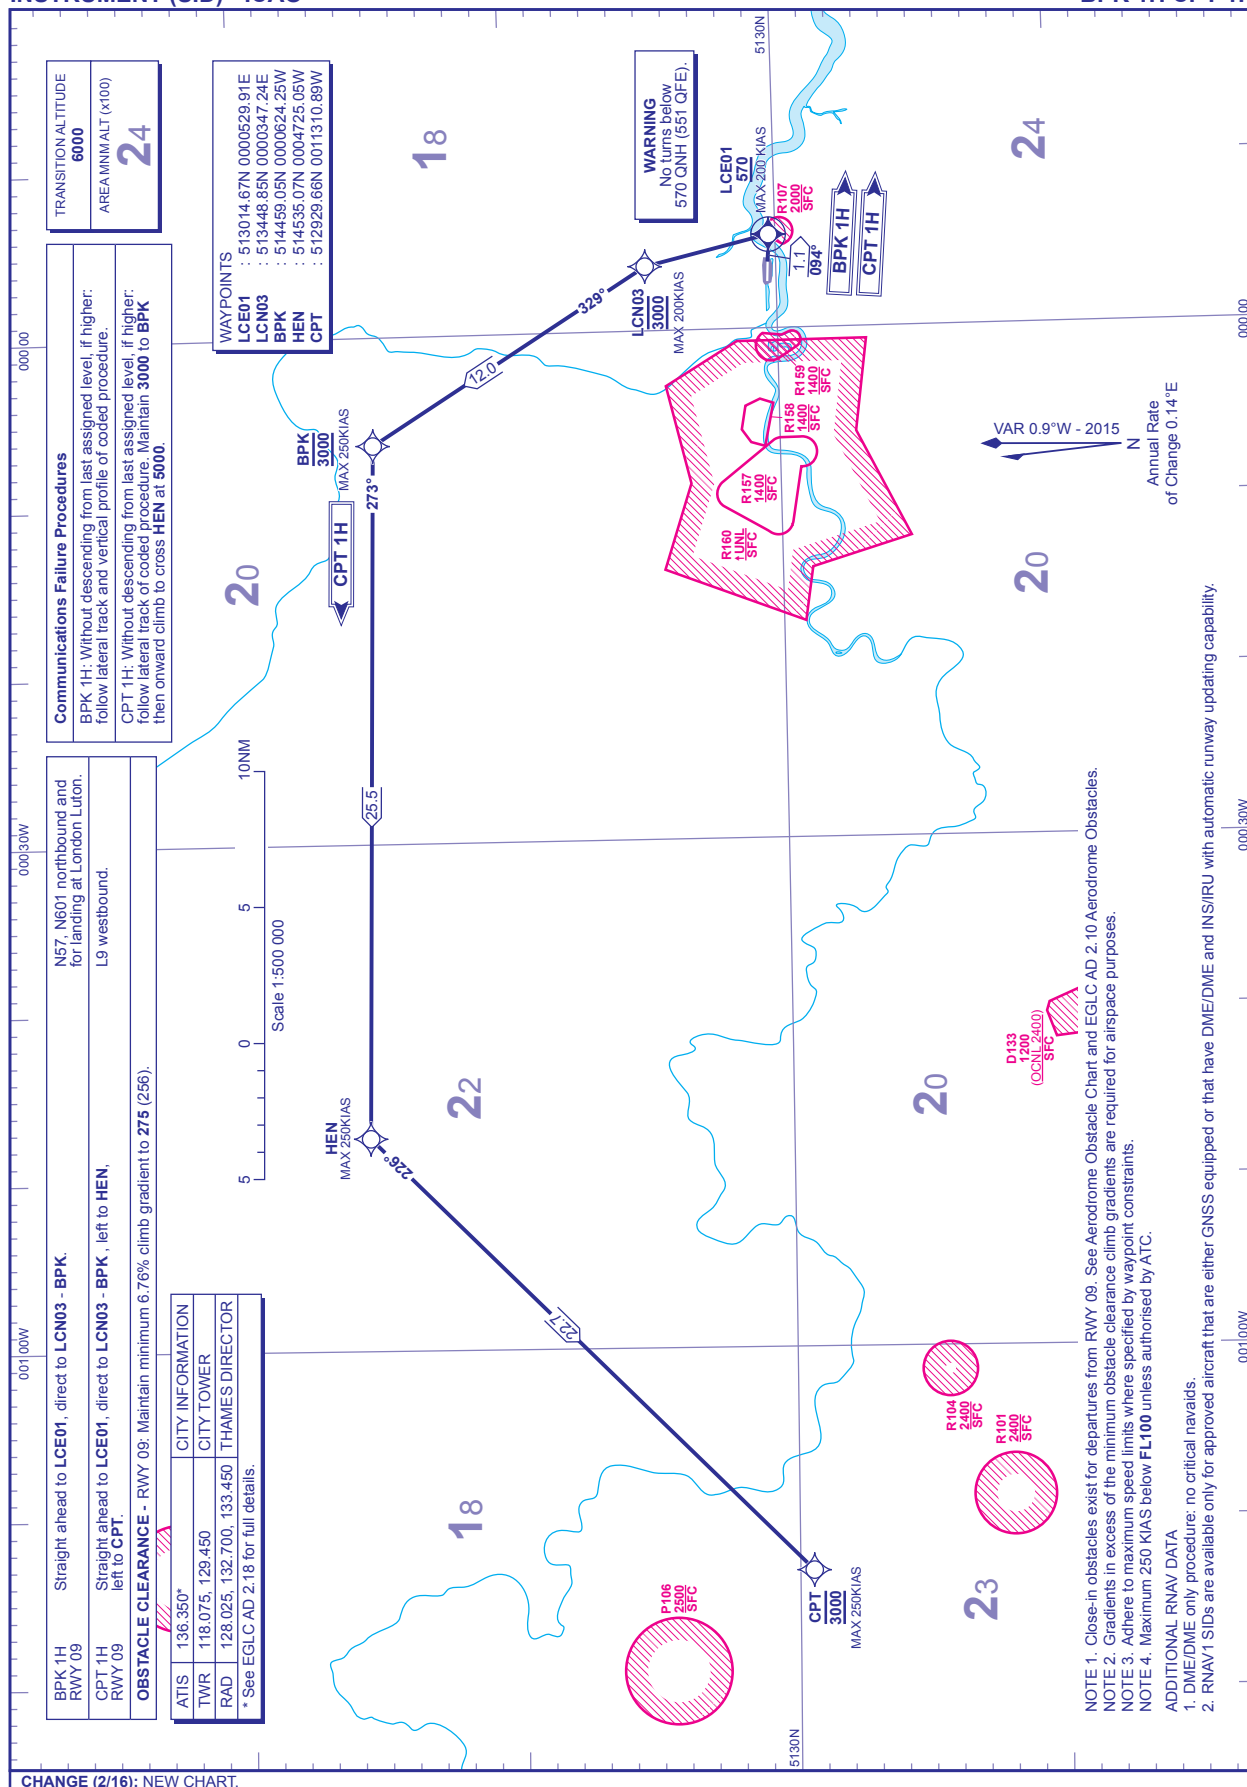 BPK 1H
RWY 09
Straight ahead to LCE01, direct to LCN03 - BPK.
N57, N601 northbound and
for landing at London Luton.
CPT 1H
RWY 09
Straight ahead to LCE01, direct to LCN03 - BPK , left to HEN,
left to CPT.
L9 westbound.
OBSTACLE CLEARANCE - RWY 09: Maintain minimum 6.76% climb gradient to 275 (256).
ATIS 136.350* CITY INFORMATION
TWR 118.075, 129.450 CITY TOWER
RAD 128.025, 132.700, 133.450 THAMES DIRECTOR
* See EGLC AD 2.18 for full details.
Communications Failure Procedures
BPK 1H: Without descending from last assigned level, if higher:
follow lateral track and vertical profile of coded procedure.
CPT 1H: Without descending from last assigned level, if higher:
follow lateral track of coded procedure. Maintain 3000 to BPK
then onward climb to cross HEN at 5000.
TRANSITION ALTITUDE
6000
AREA MNM ALT (x100)
24
WAYPOINTS
LCE01 : 513014.67N 0000529.91E
LCN03 : 513448.85N 0000347.24E
BPK : 514459.05N 0000624.25W
HEN : 514535.07N 0004725.05W
CPT : 512929.66N 0011310.89W
5 0 5 10NM
Scale 1:500 000
WARNING
No turns below
570 QNH (551 QFE).
001 00W
000 30W
000 00
5130N
5130N
001 00W
000 30W
000 00
HEN
MAX 250KIAS
226°
22.7
CPT
3000
MAX 250KIAS
25.5
273°
CPT 1H
BPK
3000
MAX 250KIAS
12.0
329°
LCN03
3000
MAX 200KIAS
LCE01
570
MAX 200 KIAS
1.1
094°
BPK 1H
CPT 1H
R107
2000
SFC
R160
↑UNL
SFC
R157
1400
SFC
R158
1400
SFC
R159
1400
SFC
P106
2500
SFC
R104
2400
SFC
R101
2400
SFC
D133
1200
(OCNL 2400)
SFC
18
20
22
18
24
20
20
23
VAR 0.9°W - 2015
N
Annual Rate
of Change 0.14°E
NOTE 1. Close-in obstacles exist for departures from RWY 09. See Aerodrome Obstacle Chart and EGLC AD 2.10 Aerodrome Obstacles.
NOTE 2. Gradients in excess of the minimum obstacle clearance climb gradients are required for airspace purposes.
NOTE 3. Adhere to maximum speed limits where specified by waypoint constraints.
NOTE 4. Maximum 250 KIAS below FL100 unless authorised by ATC.
ADDITIONAL RNAV DATA
1. DME/DME only procedure: no critical navaids.
2. RNAV1 SIDs are available only for approved aircraft that are either GNSS equipped or that have DME/DME and INS/IRU with automatic runway updating capability.
CHANGE (2/16): NEW CHART.